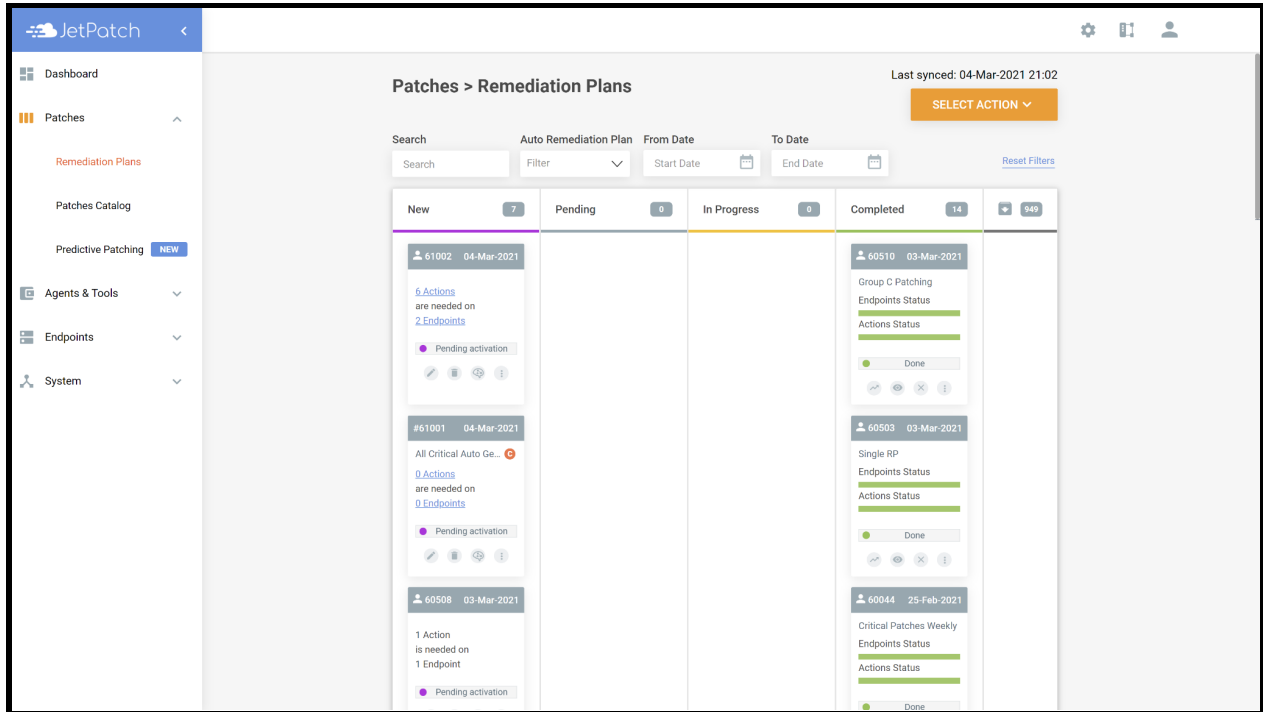 JetPatch
Dashboard
Patches
Remediation Plans
Patches Catalog
Predictive Patching NEW
Agents & Tools
Endpoints
System
Patches > Remediation Plans
Last synced: 04-Mar-2021 21:02
SELECT ACTION
Search Auto Remediation Plan From Date To Date
Search Filter Start Date End Date Reset Filters
New 7 Pending 0 In Progress 0 Completed 14 949
61002 04-Mar-2021
6 Actions
are needed on
2 Endpoints
Pending activation
#61001 04-Mar-2021
All Critical Auto Ge... C
0 Actions
are needed on
0 Endpoints
Pending activation
60508 03-Mar-2021
1 Action
is needed on
1 Endpoint
Pending activation
60510 03-Mar-2021
Group C Patching
Endpoints Status
Actions Status
Done
60503 03-Mar-2021
Single RP
Endpoints Status
Actions Status
Done
60044 25-Feb-2021
Critical Patches Weekly
Endpoints Status
Actions Status
Done